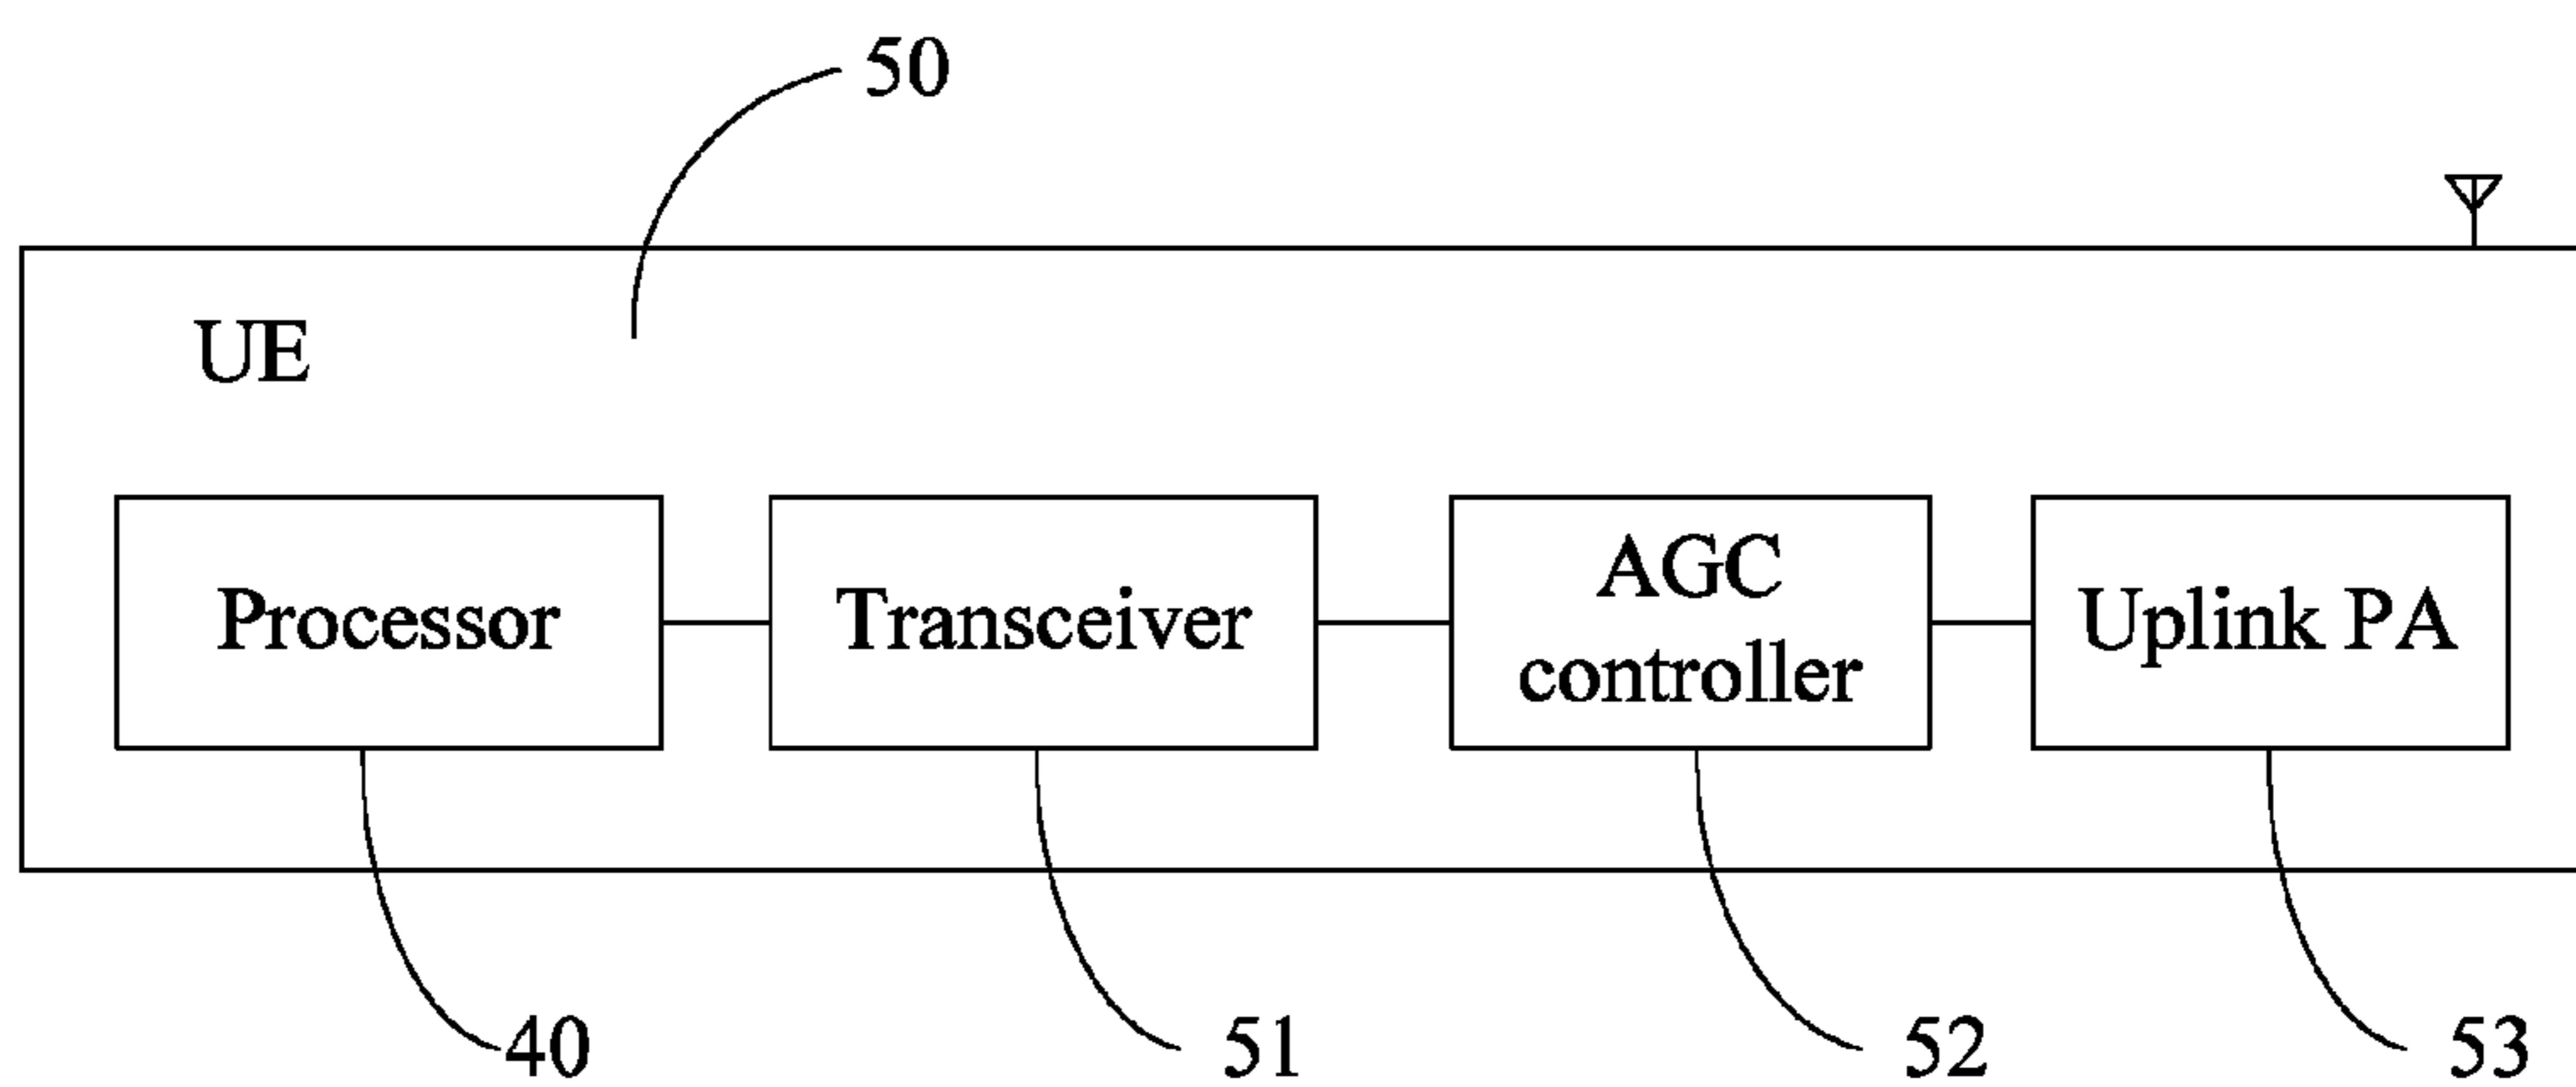 50
UE
Processor
Transceiver
AGC
controller
Uplink PA
40
51
52
53